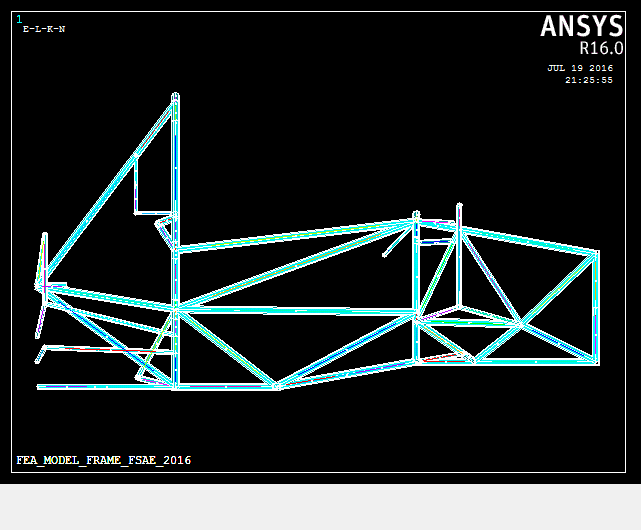 1
E-L-K-N
ANSYS
R16.0
JUL 19 2016
21:25:55
FEA_MODEL_FRAME_FSAE_2016